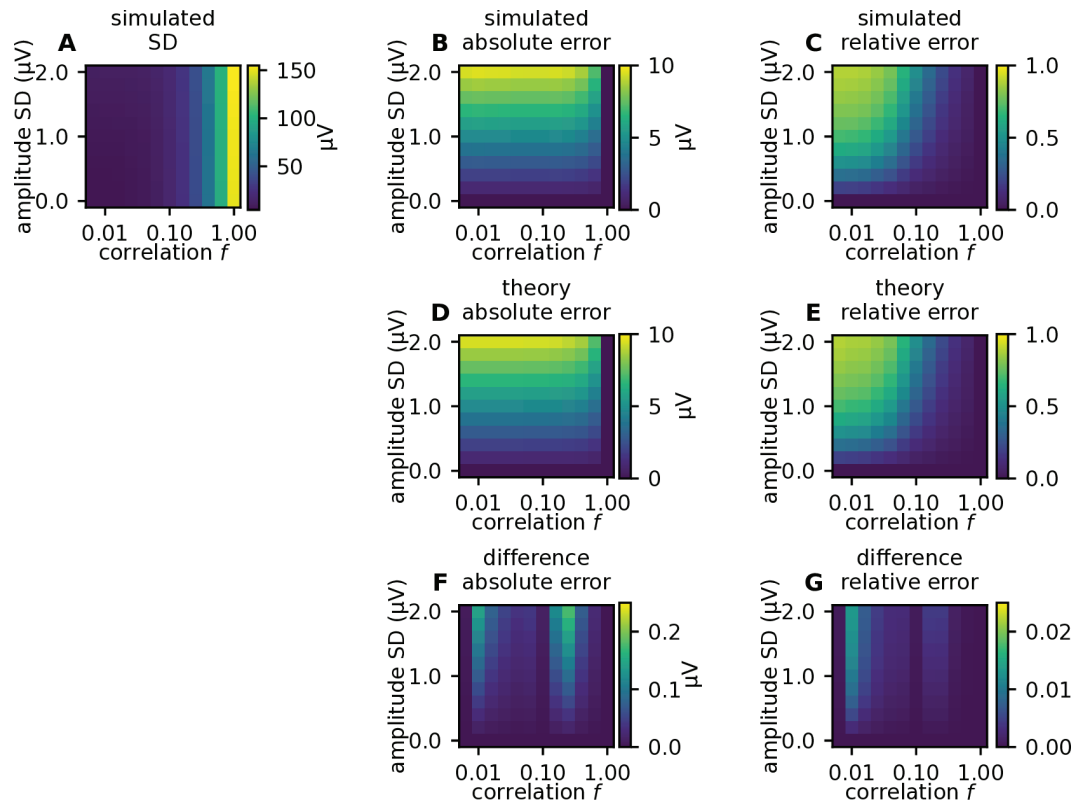 simulated
A SD
amplitude SD (μV)
2.0
1.0
0.0
0.01 0.10 1.00
correlation f
150
100
50
μV
simulated
B absolute error
amplitude SD (μV)
2.0
1.0
0.0
0.01 0.10 1.00
correlation f
10
5
0
μV
simulated
C relative error
amplitude SD (μV)
2.0
1.0
0.0
0.01 0.10 1.00
correlation f
1.0
0.5
0.0
theory
D absolute error
amplitude SD (μV)
2.0
1.0
0.0
0.01 0.10 1.00
correlation f
10
5
0
μV
theory
E relative error
amplitude SD (μV)
2.0
1.0
0.0
0.01 0.10 1.00
correlation f
1.0
0.5
0.0
difference
F absolute error
amplitude SD (μV)
2.0
1.0
0.0
0.01 0.10 1.00
correlation f
0.2
0.1
0.0
μV
difference
G relative error
amplitude SD (μV)
2.0
1.0
0.0
0.01 0.10 1.00
correlation f
0.02
0.01
0.00